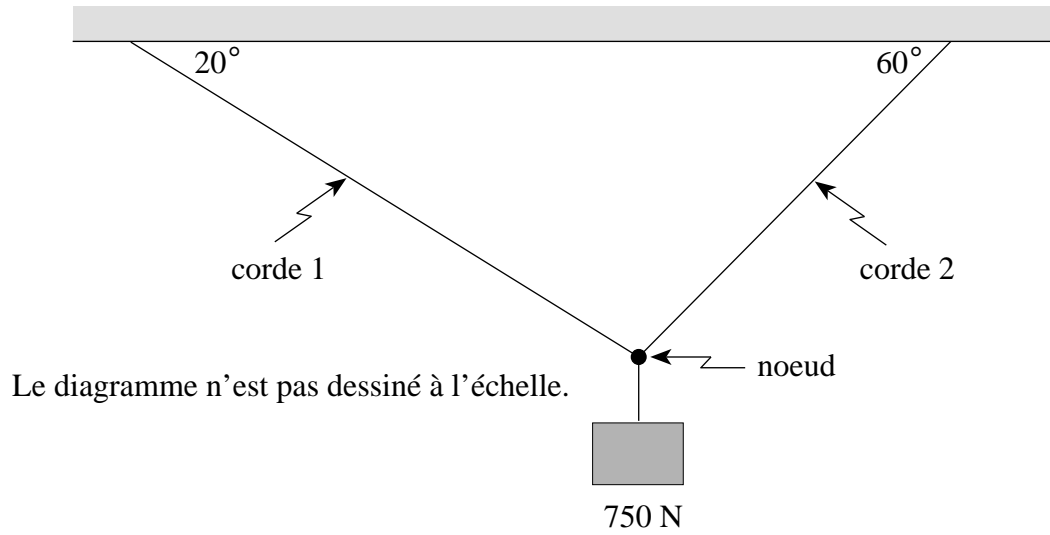 20°
60°
corde 1
corde 2
noeud
Le diagramme n’est pas dessiné à l’échelle.
750 N